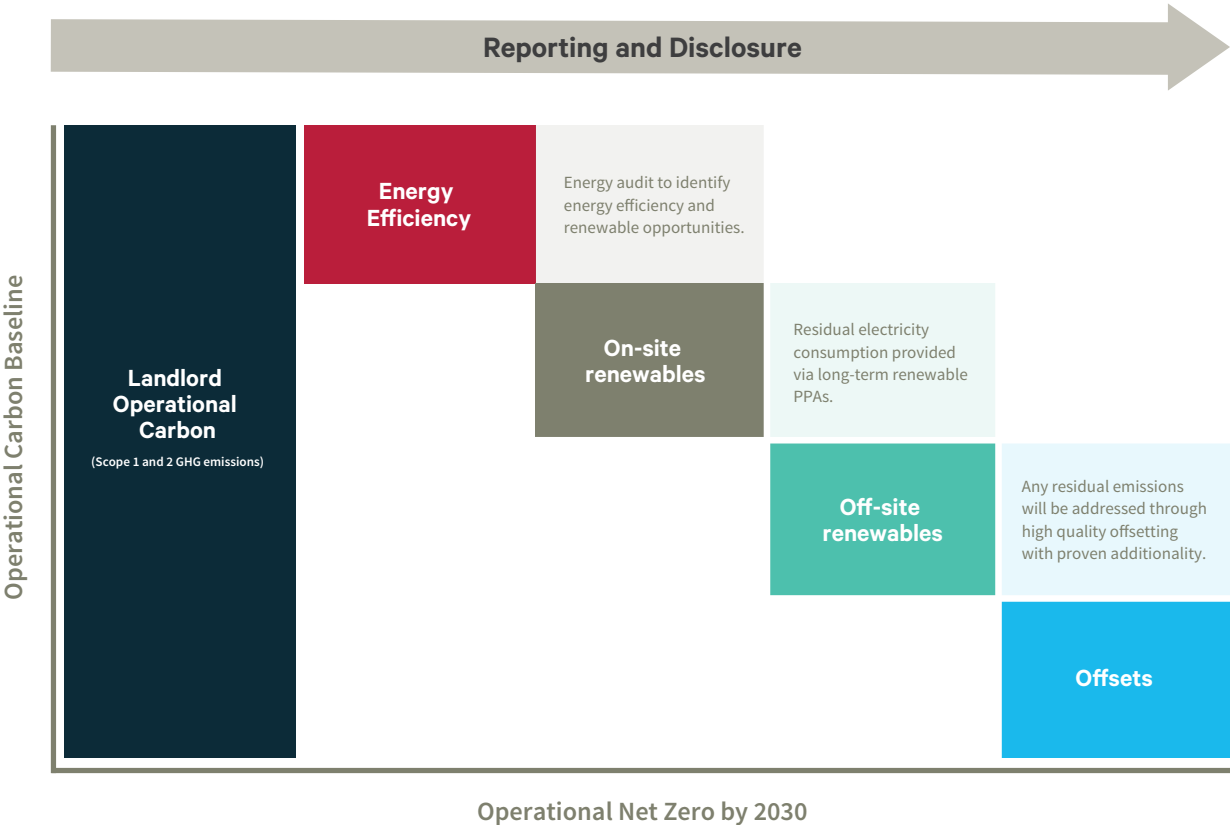 Reporting and Disclosure
Operational Carbon Baseline
Landlord
Operational
Carbon
(Scope 1 and 2 GHG emissions)
Energy
Efficiency
Energy audit to identify
energy efficiency and
renewable opportunities.
On-site
renewables
Residual electricity
consumption provided
via long-term renewable
PPAs.
Off-site
renewables
Any residual emissions
will be addressed through
high quality offsetting
with proven additionality.
Offsets
Operational Net Zero by 2030